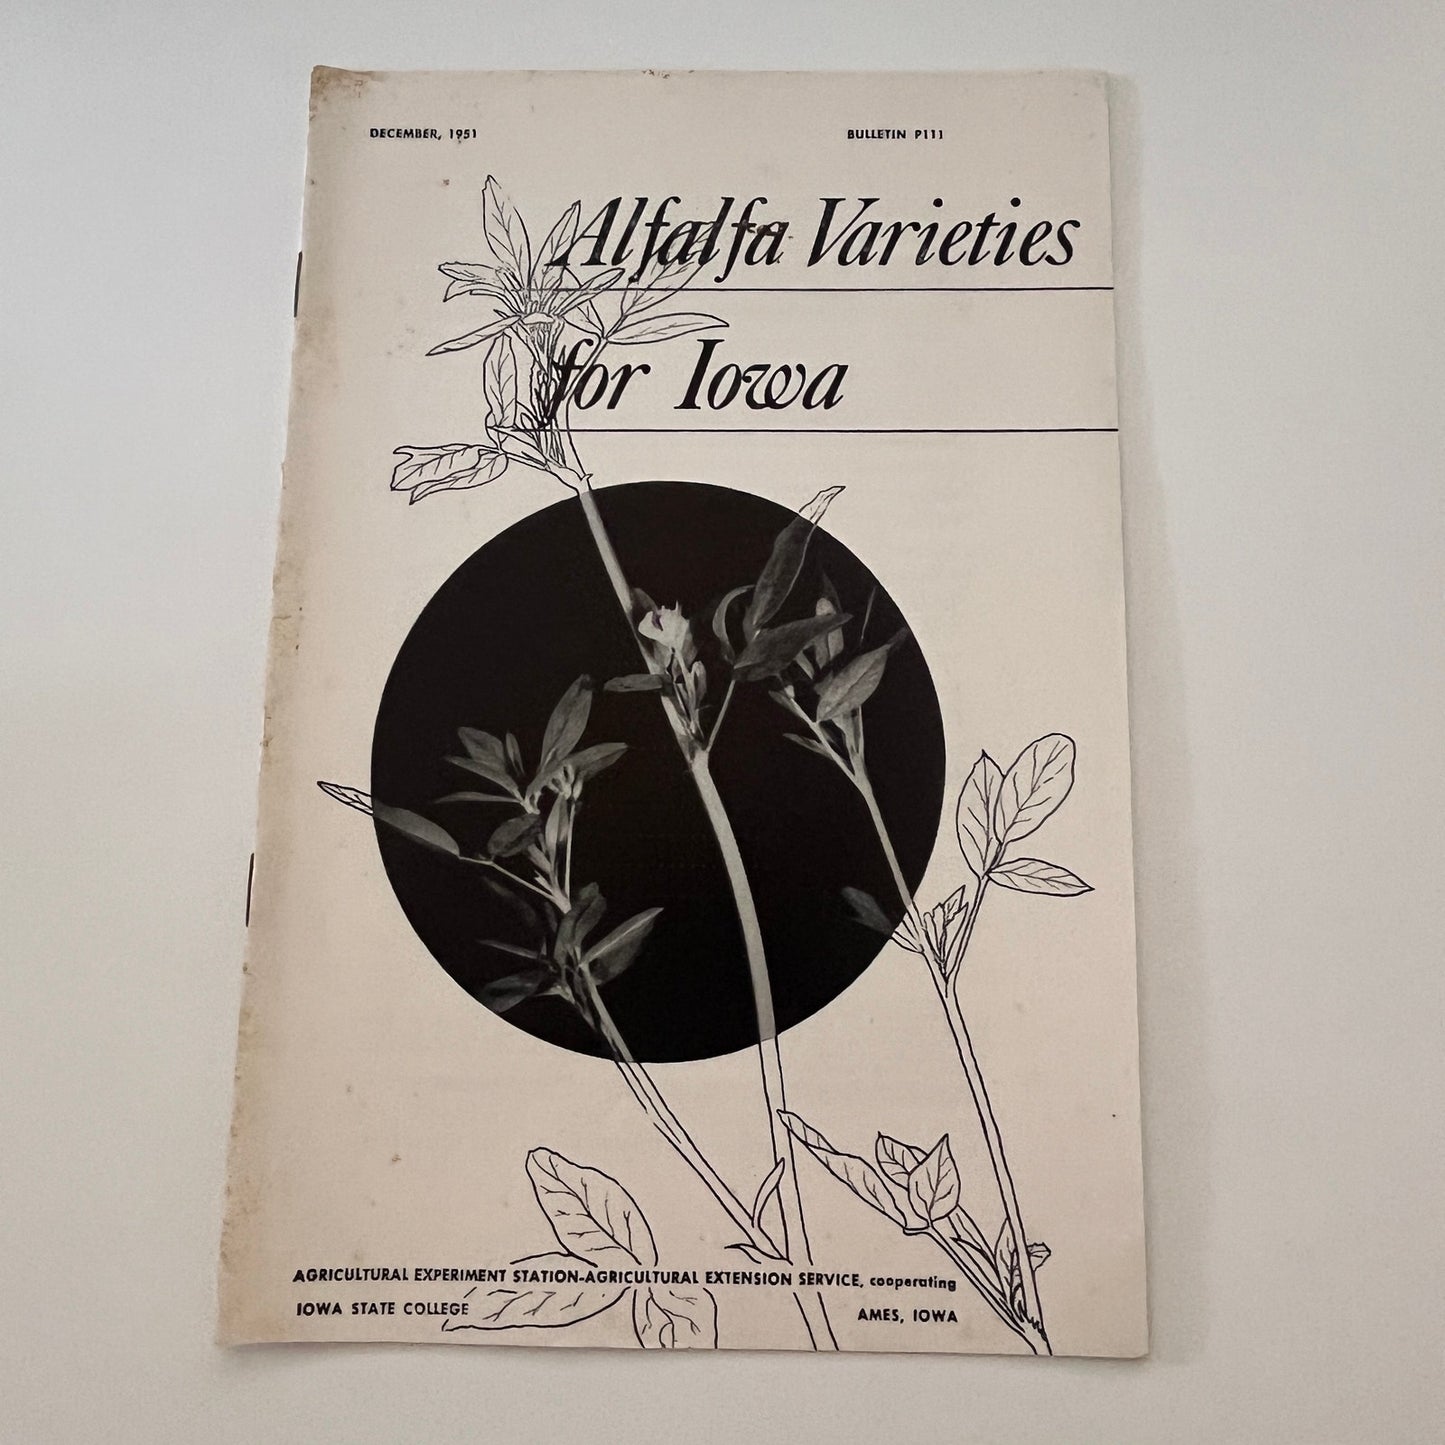 DECEMBER, 1951
BULLETIN P111
Alfalfa Varieties
for Iowa
AGRICULTURAL EXPERIMENT STATION-AGRICULTURAL EXTENSION SERVICE, cooperating
IOWA STATE COLLEGE
AMES, IOWA